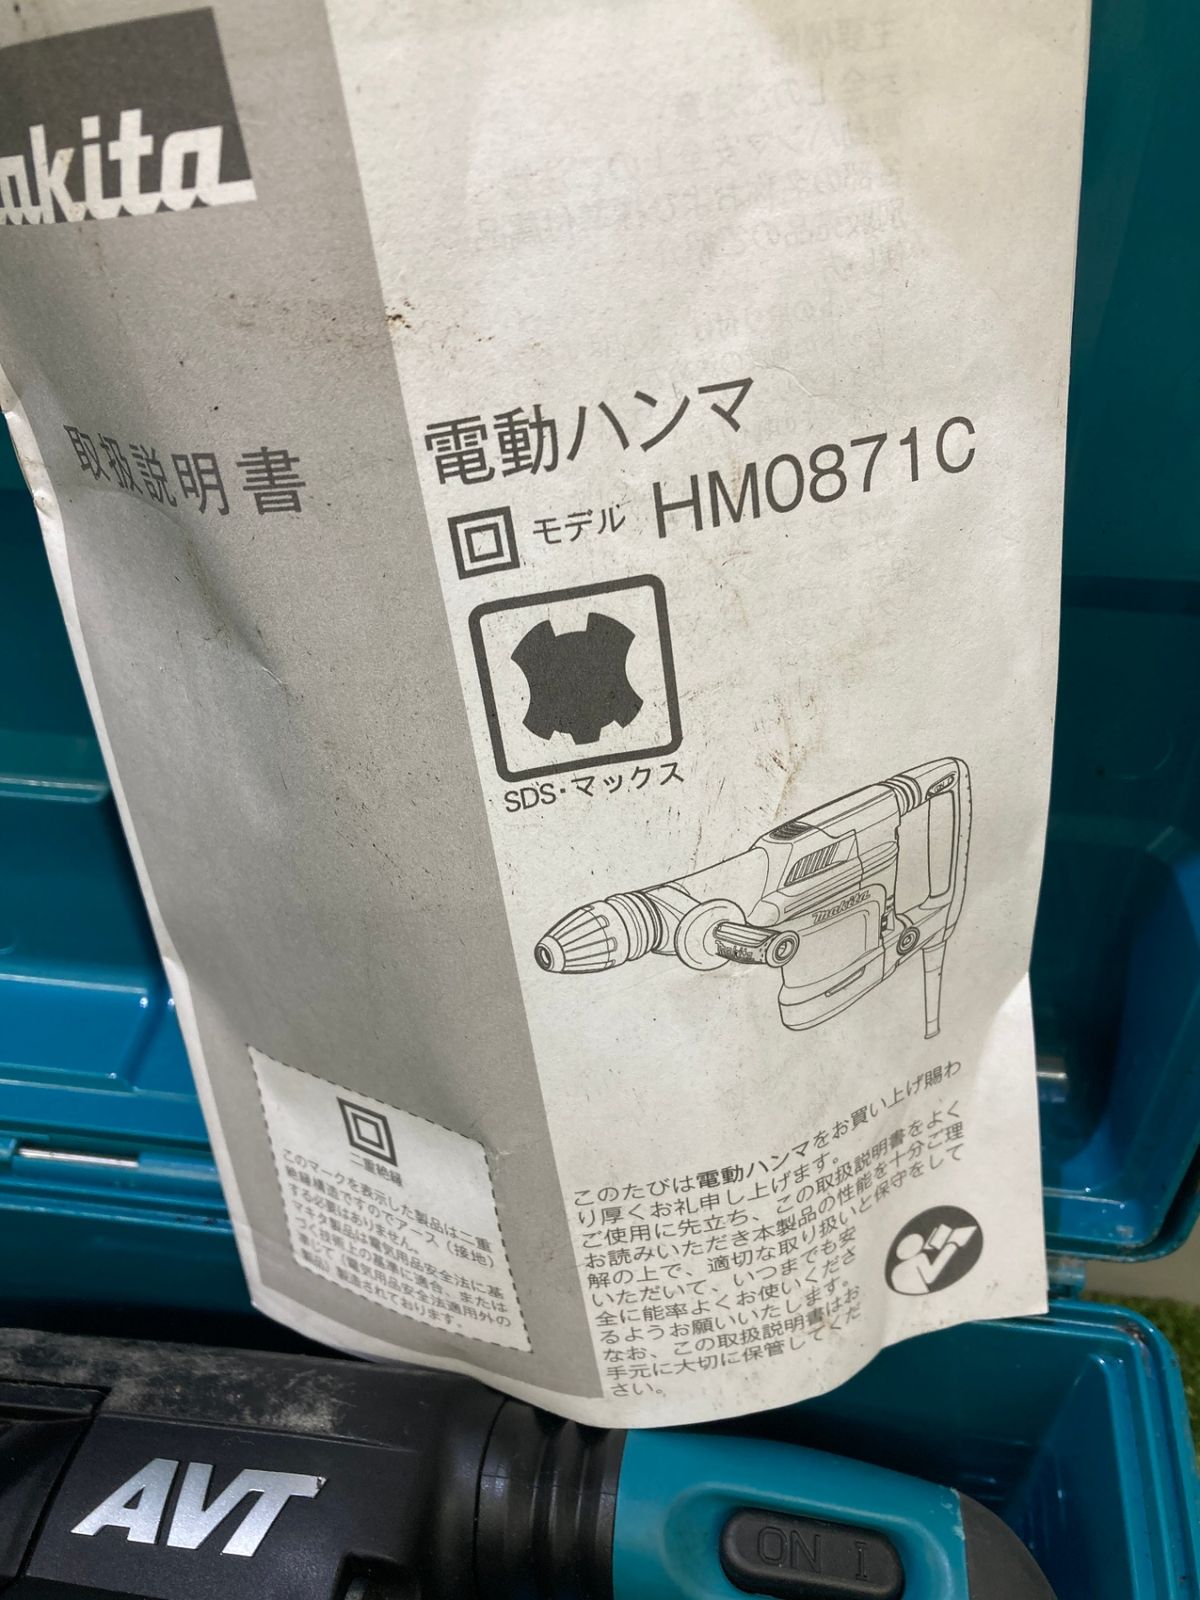 makita
取扱説明書
電動ハンマ
モデル HM0871C
SDS・マックス
makita
makita
このたびは電動ハンマをお買い上げ賜わ
り厚くお礼申し上げます。
ご使用に先立ち、この取扱説明書をよく
お読みいただき本製品の性能を十分ご理
解の上で、適切な取り扱いと保守をして
いただいて、いつまでも安
全に能率よくお使いくださ
るようお願いいたします。
なお、この取扱説明書はお
手元に大切に保管してくだ
さい。
二重絶縁
このマークを表示した製品は二重
絶縁構造ですのでアース（接地）
する必要はありません。
マキタ製品は電気用品安全法に基
づく技術上の基準に適合、または
準じて（電気用品安全法適用外の
製品）製造されております。
AVT
ON I